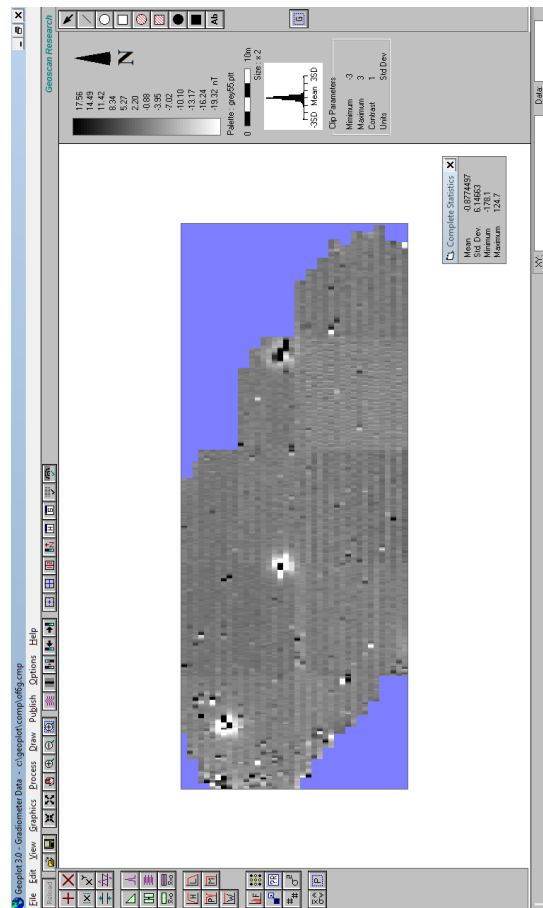 Geoplot 3.0 - Gradiometer Data - c:\geoplot\comp\off6g.cmp
File Edit View Graphics Process Draw Publish Options Help
Reload
Ab
G
Geoscan Research
N
17.56
14.49
11.42
8.34
5.27
2.20
-0.88
-3.95
-7.02
-10.10
-13.17
-16.24
-19.32 nT
Palette : grey55.plt
0 10m
Size : x 2
-3SD Mean 3SD
Clip Parameters
Minimum -3
Maximum 3
Contrast 1
Units Std Dev
Complete Statistics
Mean -0.8774497
Std. Dev. 6.14663
Minimum -178.1
Maximum 124.7
XY:
Data: